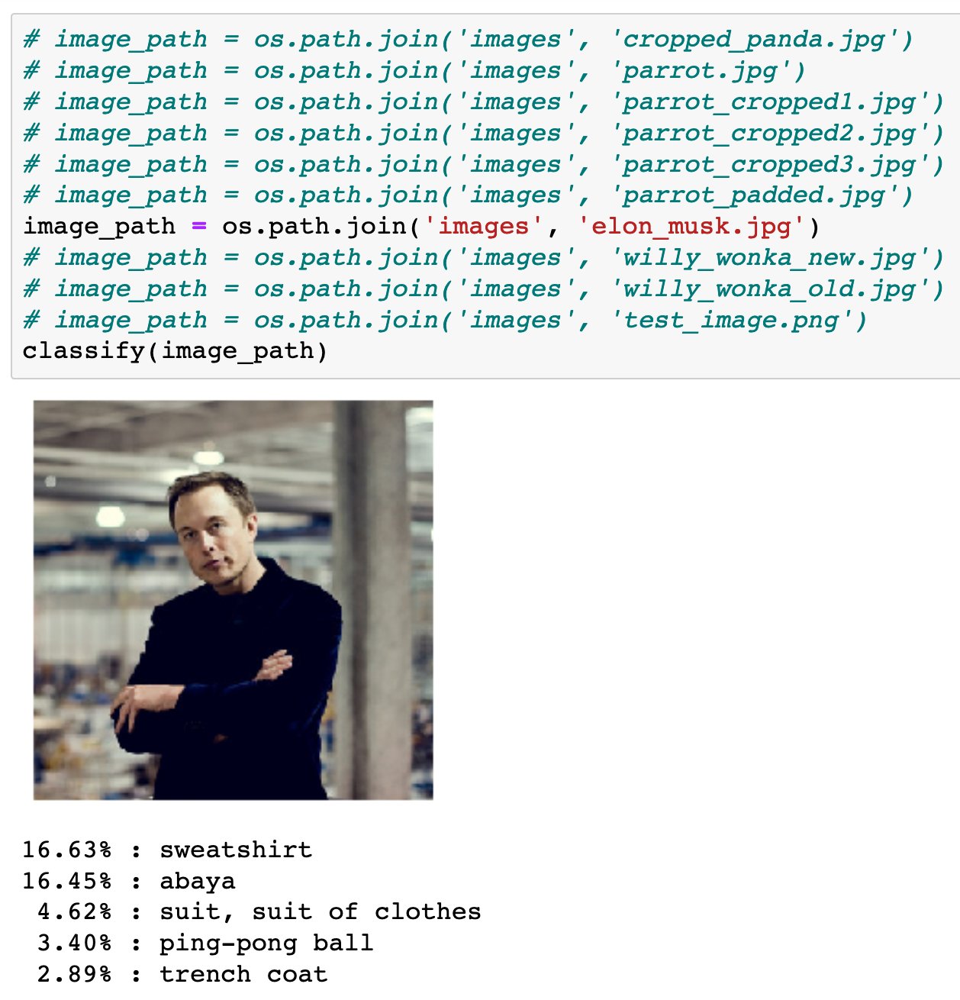 # image_path = os.path.join('images', 'cropped_panda.jpg')
# image_path = os.path.join('images', 'parrot.jpg')
# image_path = os.path.join('images', 'parrot_cropped1.jpg')
# image_path = os.path.join('images', 'parrot_cropped2.jpg')
# image_path = os.path.join('images', 'parrot_cropped3.jpg')
# image_path = os.path.join('images', 'parrot_padded.jpg')
image_path = os.path.join('images', 'elon_musk.jpg')
# image_path = os.path.join('images', 'willy_wonka_new.jpg')
# image_path = os.path.join('images', 'willy_wonka_old.jpg')
# image_path = os.path.join('images', 'test_image.png')
classify(image_path)
16.63% : sweatshirt
16.45% : abaya
4.62% : suit, suit of clothes
3.40% : ping-pong ball
2.89% : trench coat